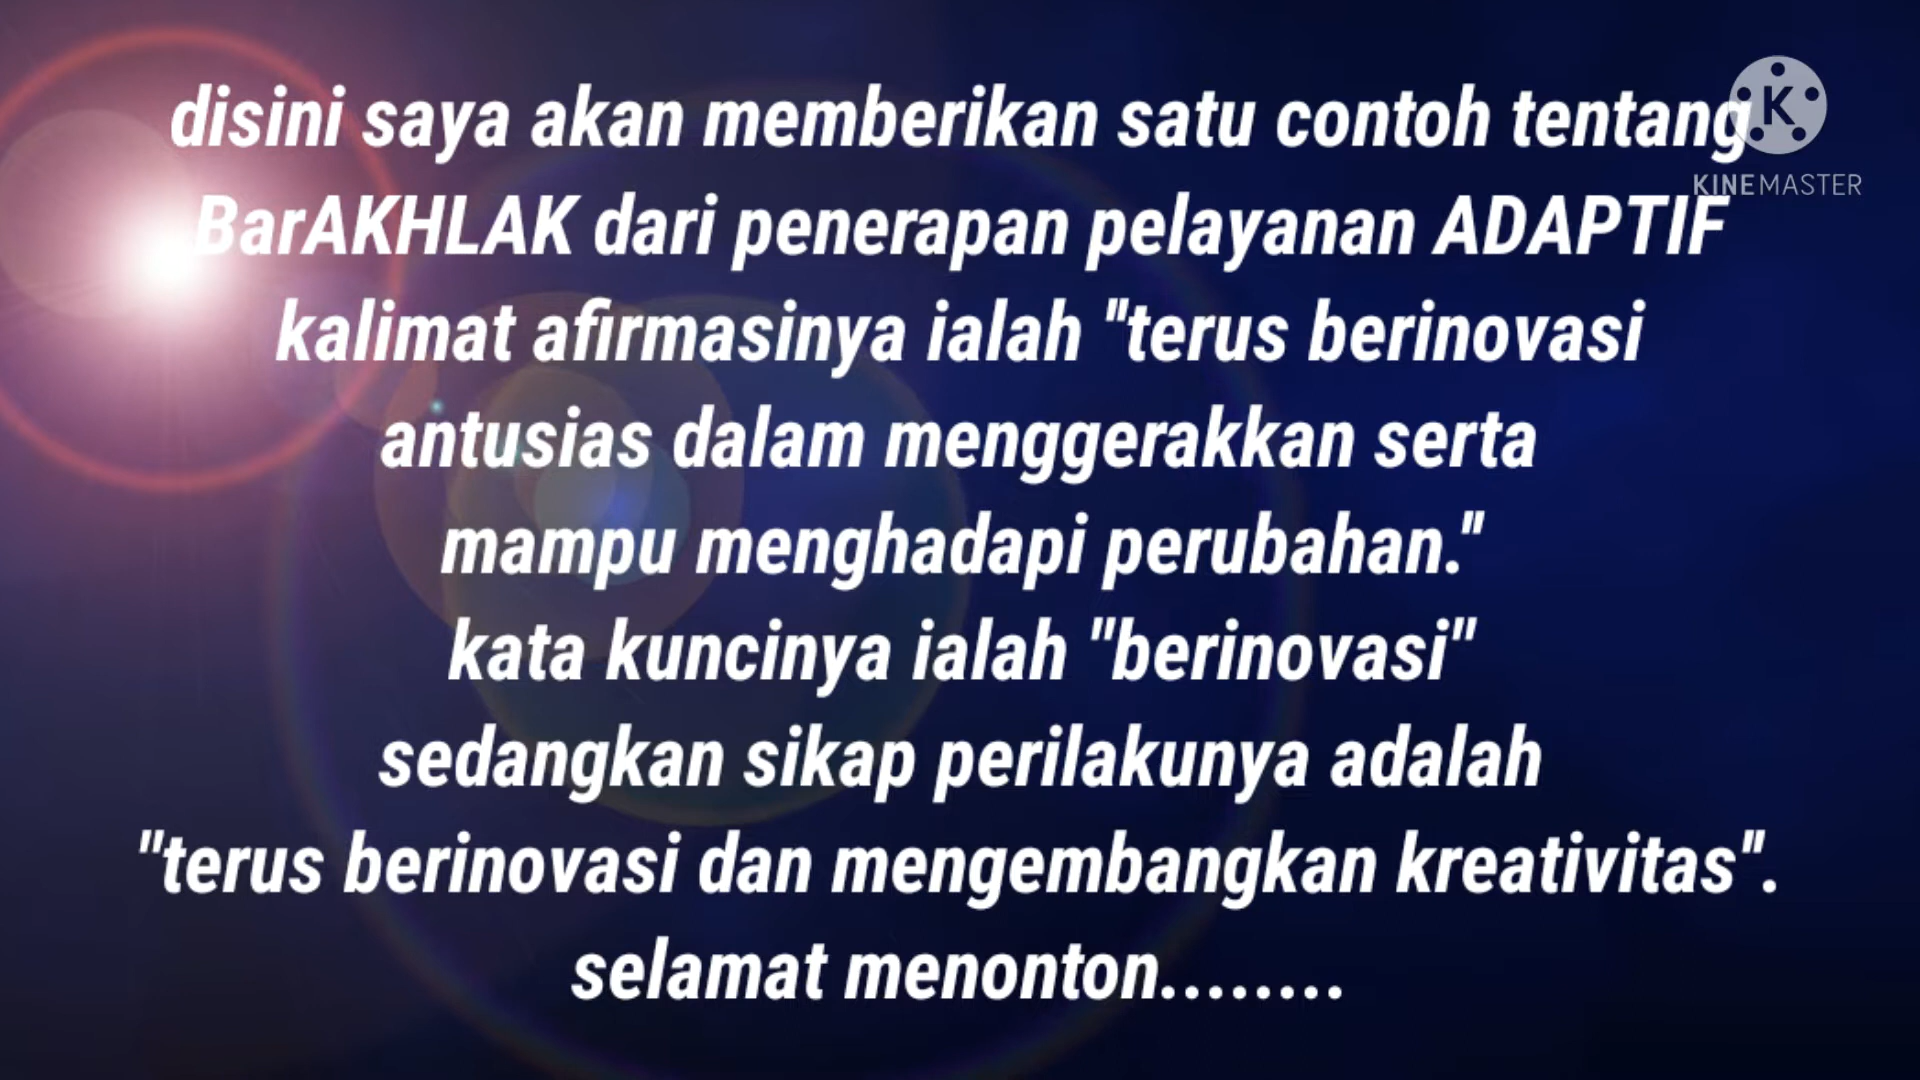 disini saya akan memberikan satu contoh tentang
BarAKHLAK dari penerapan pelayanan ADAPTIF
kalimat afirmasinya ialah "terus berinovasi
antusias dalam menggerakkan serta
mampu menghadapi perubahan."
kata kuncinya ialah "berinovasi"
sedangkan sikap perilakunya adalah
"terus berinovasi dan mengembangkan kreativitas".
selamat menonton........
K
KINEMASTER